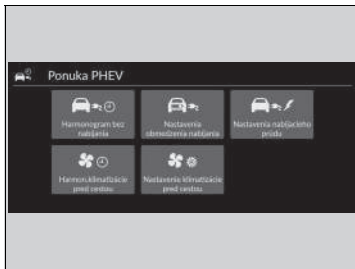 Ponuka PHEV
Harmonogram bez
nabíjania
Nastavenia
obmedzenia nabíjania
Nastavenia nabíjacieho
prúdu
Harmon.klimatizácie
pred cestou
Nastavenie klimatizácie
pred cestou